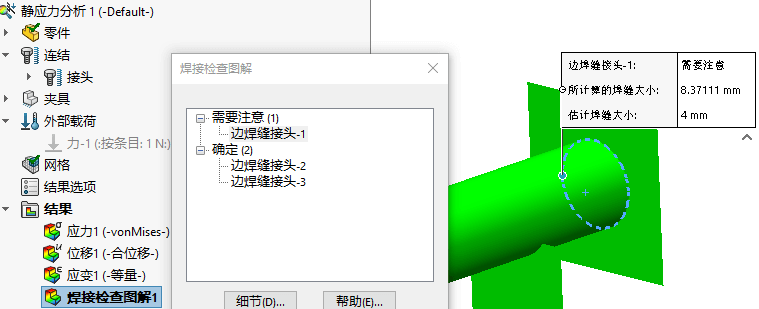 静应力分析 1 (-Default-)
零件
连结
接头
夹具
外部载荷
力-1 (:按条目: 1 N:)
网格
结果选项
结果
应力1 (-vonMises-)
位移1 (-合位移-)
应变1 (-等量-)
焊接检查图解1
焊接检查图解
需要注意 (1)
边焊缝接头-1
确定 (2)
边焊缝接头-2
边焊缝接头-3
细节(D)...
帮助(E)...
边焊缝接头-1: 需要注意
所计算的焊缝大小: 8.37111 mm
估计焊缝大小: 4 mm